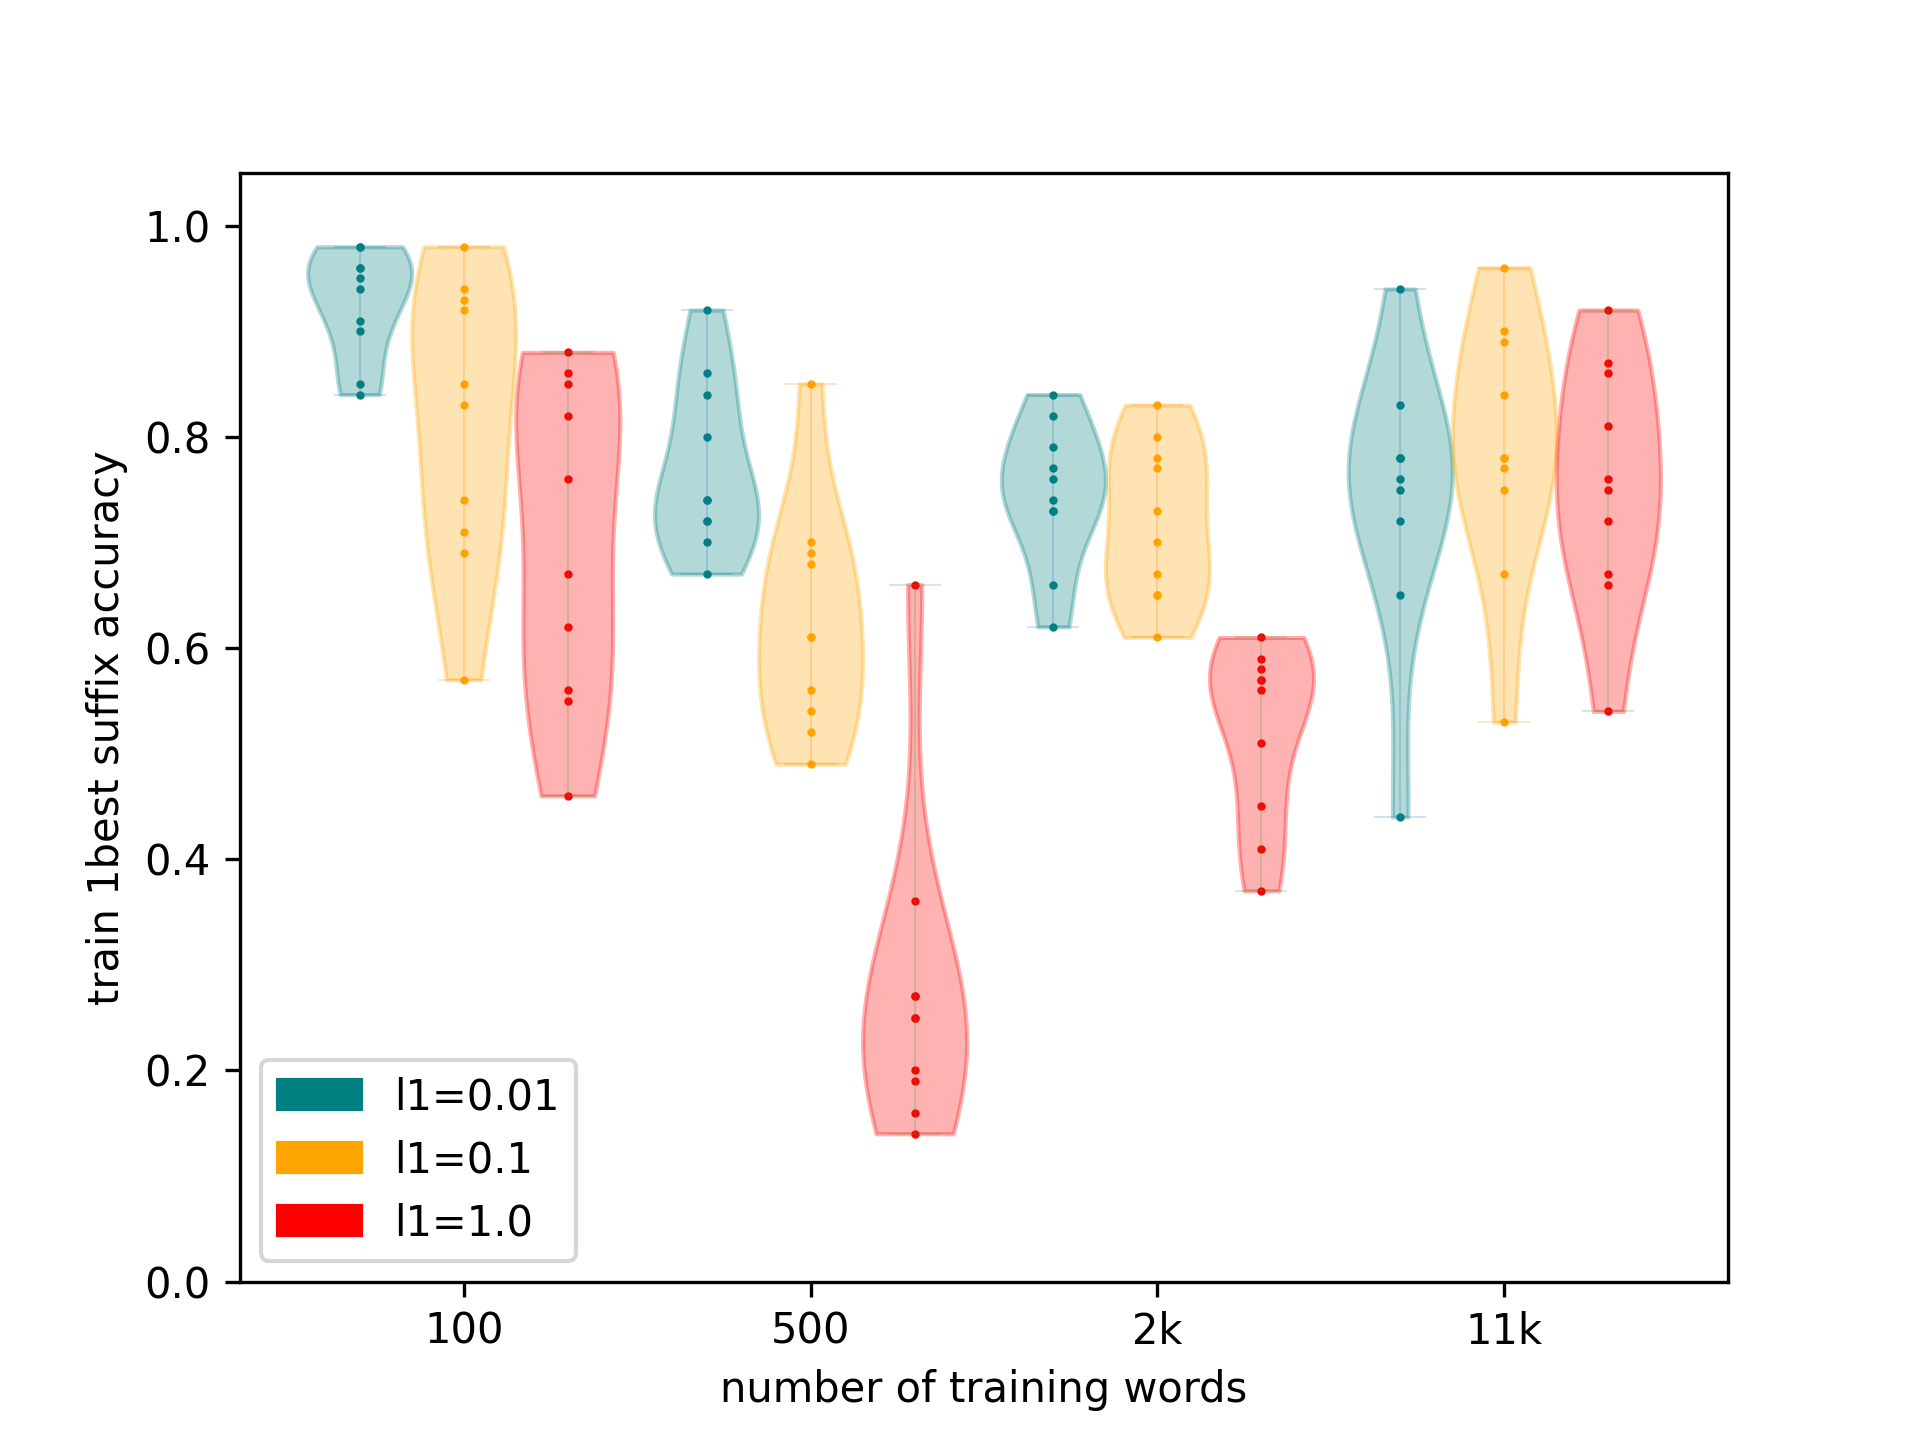 1.0
0.8
0.6
0.4
0.2
0.0
train 1best suffix accuracy
l1=0.01
l1=0.1
l1=1.0
100 500 2k 11k
number of training words